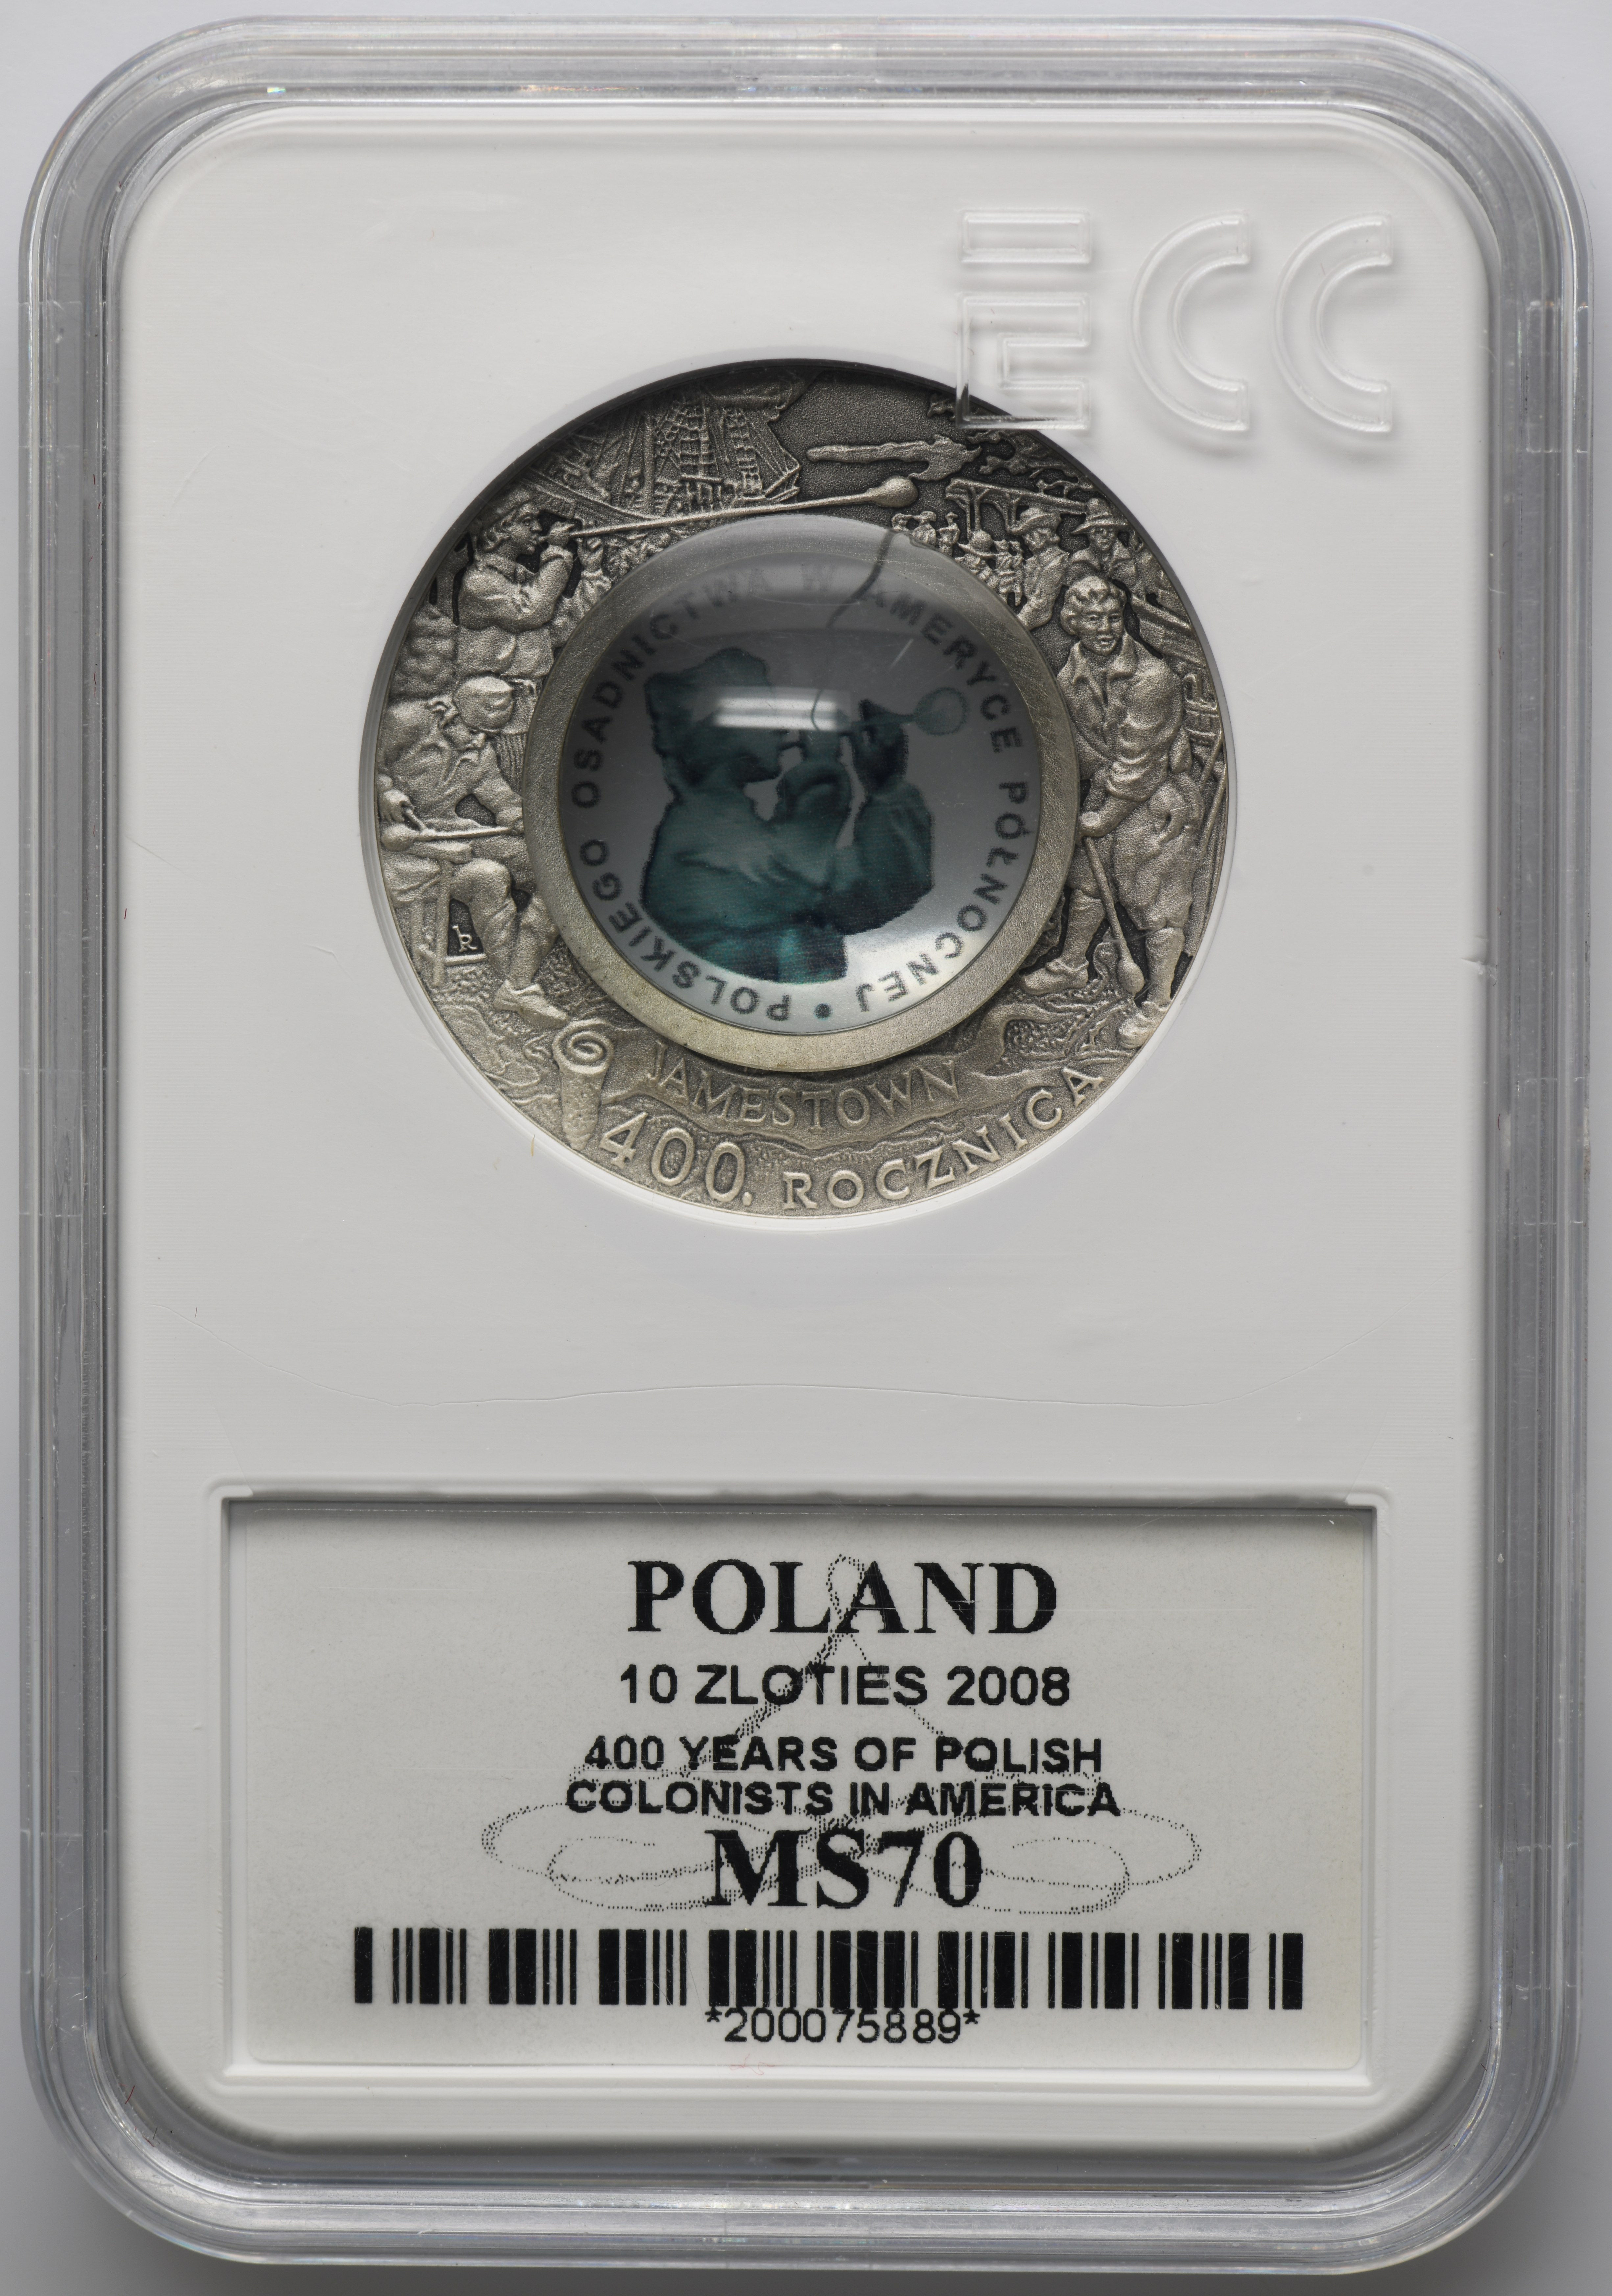 ECC
POLSKIEGO OSADNICTWA W AMERYCE PÓŁNOCNEJ •
JAMESTOWN
400. ROCZNICA
POLAND
10 ZLOTIES 2008
400 YEARS OF POLISH
COLONISTS IN AMERICA
MS70
*200075889*